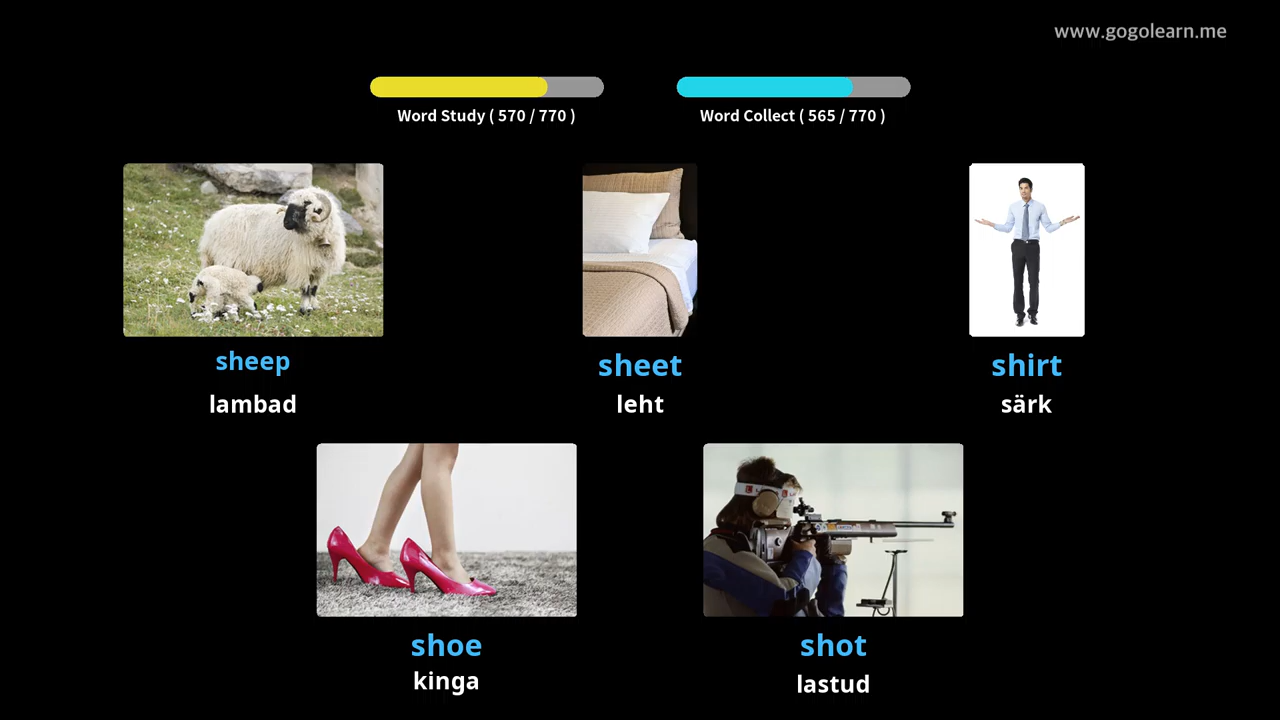 www.gogolearn.me
Word Study ( 570 / 770 )
Word Collect ( 565 / 770 )
sheep
lambad
sheet
leht
shirt
särk
shoe
kinga
shot
lastud